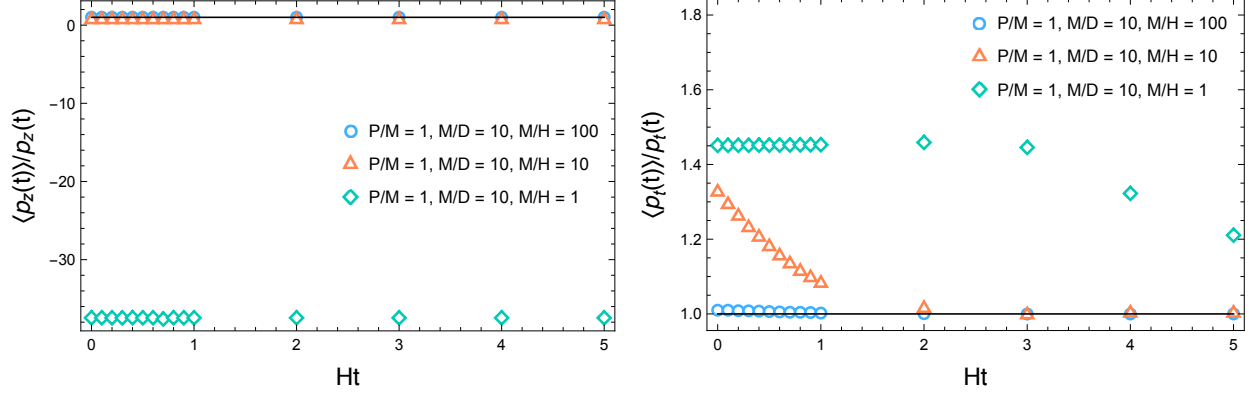 ⟨p_z(t)⟩/p_z(t)
0
-10
-20
-30
P/M = 1, M/D = 10, M/H = 100
P/M = 1, M/D = 10, M/H = 10
P/M = 1, M/D = 10, M/H = 1
0 1 2 3 4 5
Ht
⟨p_t(t)⟩/p_t(t)
1.8
1.6
1.4
1.2
1.0
P/M = 1, M/D = 10, M/H = 100
P/M = 1, M/D = 10, M/H = 10
P/M = 1, M/D = 10, M/H = 1
0 1 2 3 4 5
Ht